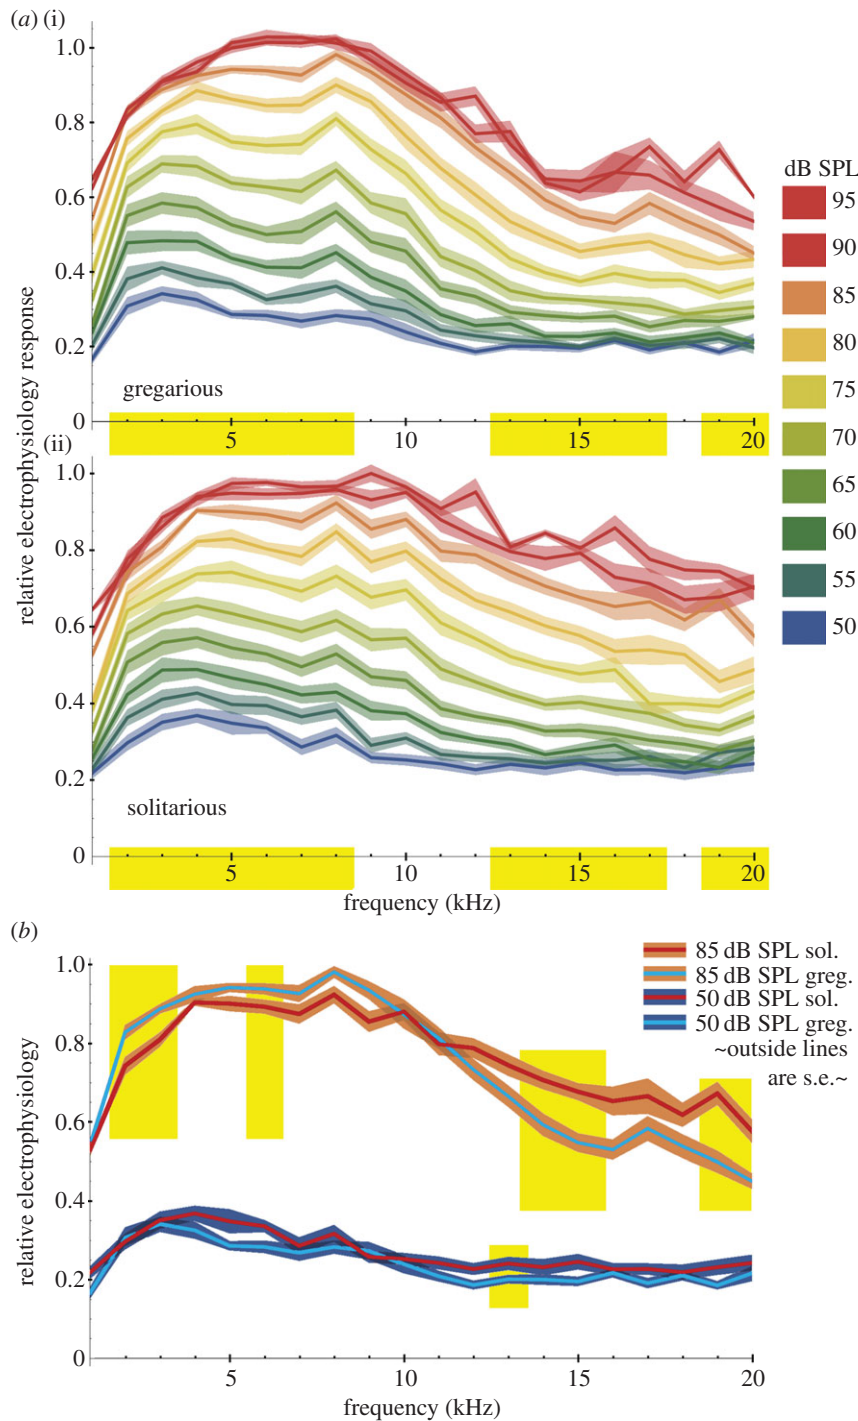 (a) (i)
1.0
0.8
0.6
0.4
0.2
0
gregarious
5
10
15
20
dB SPL
95
90
85
80
75
70
65
60
55
50
relative electrophysiology response
(ii)
1.0
0.8
0.6
0.4
0.2
0
solitarious
5
10
15
20
frequency (kHz)
(b)
1.0
0.8
0.6
0.4
0.2
0
relative electrophysiology
85 dB SPL sol.
85 dB SPL greg.
50 dB SPL sol.
50 dB SPL greg.
~outside lines
are s.e.~
5
10
15
20
frequency (kHz)